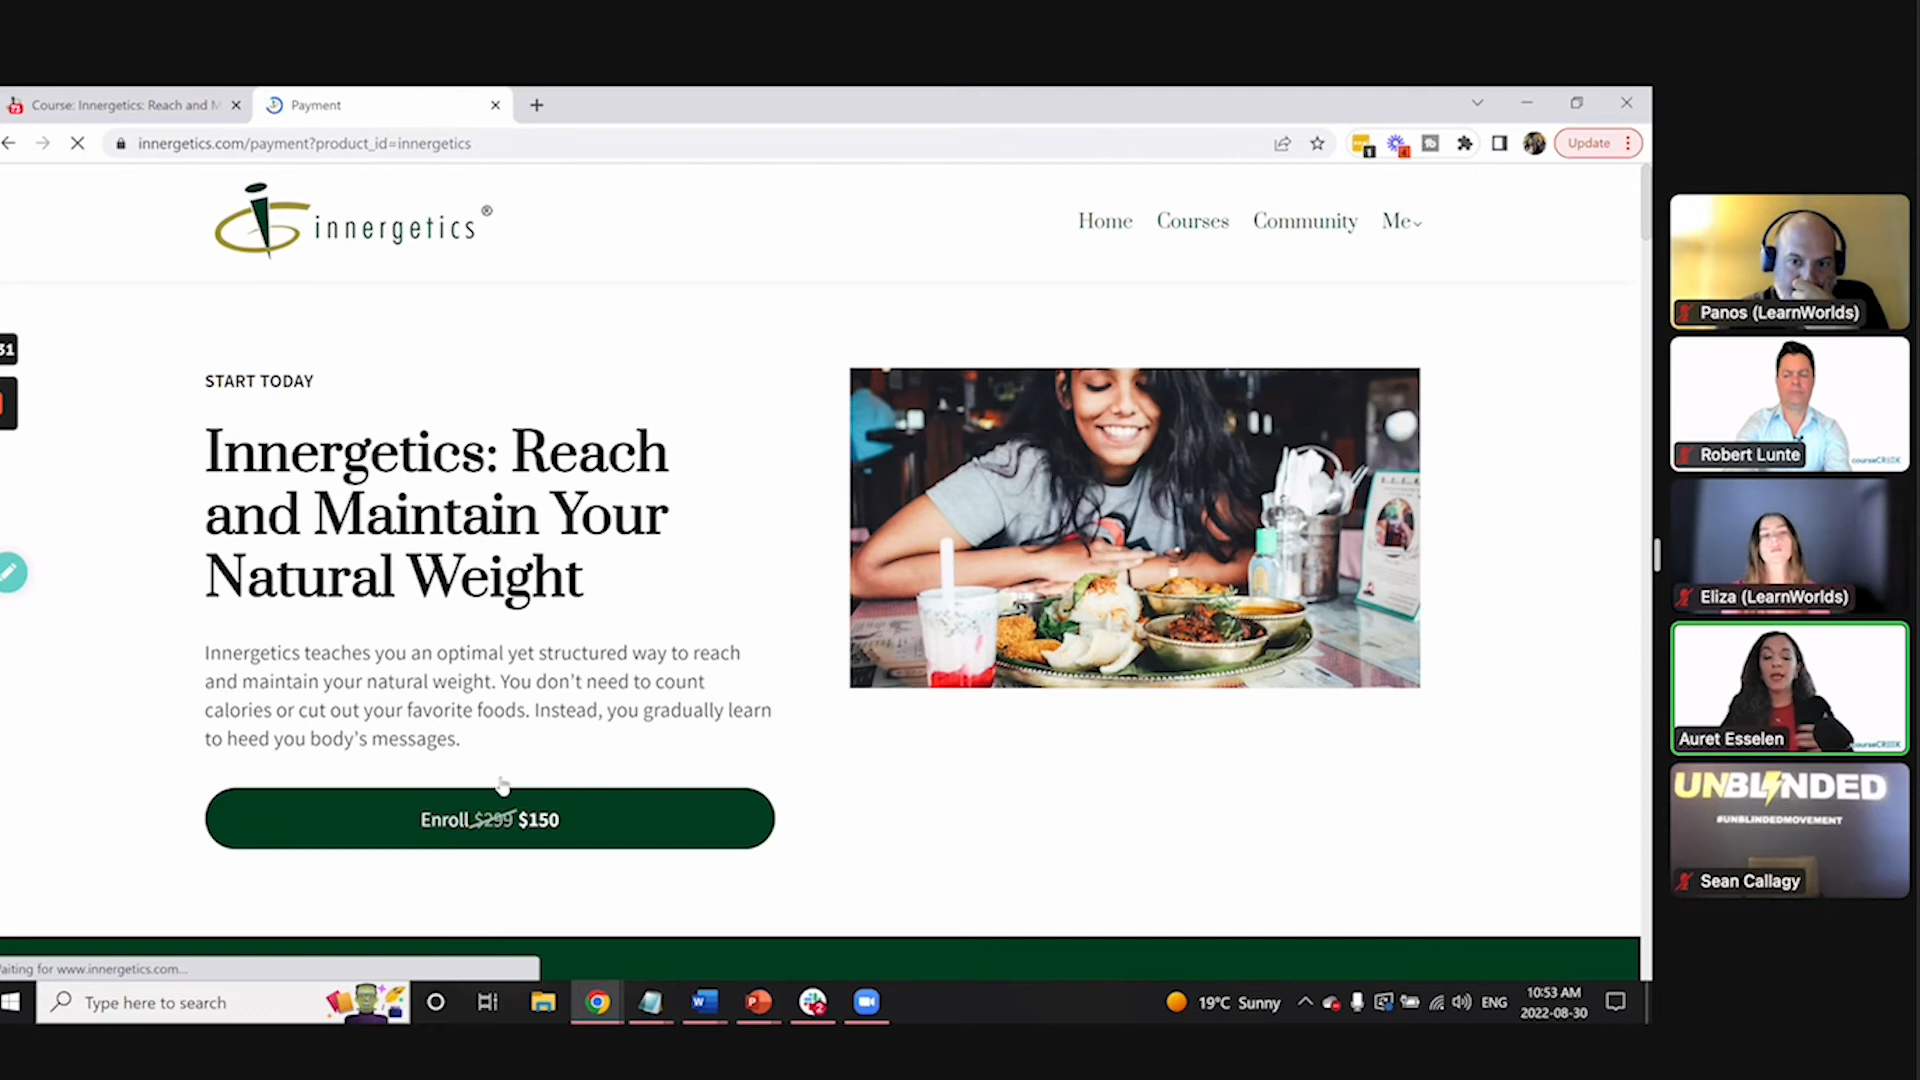 Course: Innergetics: Reach and M
Payment
innergetics.com/payment?product_id=innergetics
Update
innergetics®
Home
Courses
Community
Me
31
START TODAY
Innergetics: Reach
and Maintain Your
Natural Weight
Innergetics teaches you an optimal yet structured way to reach
and maintain your natural weight. You don't need to count
calories or cut out your favorite foods. Instead, you gradually learn
to heed you body's messages.
Enroll $299 $150
aiting for www.innergetics.com...
Type here to search
19°C Sunny
ENG
10:53 AM
2022-08-30
Panos (LearnWorlds)
Robert Lunte
courseCREEK
Eliza (LearnWorlds)
Auret Esselen
courseCREEK
UNBLINDED
#UNBLINDEDMOVEMENT
Sean Callagy